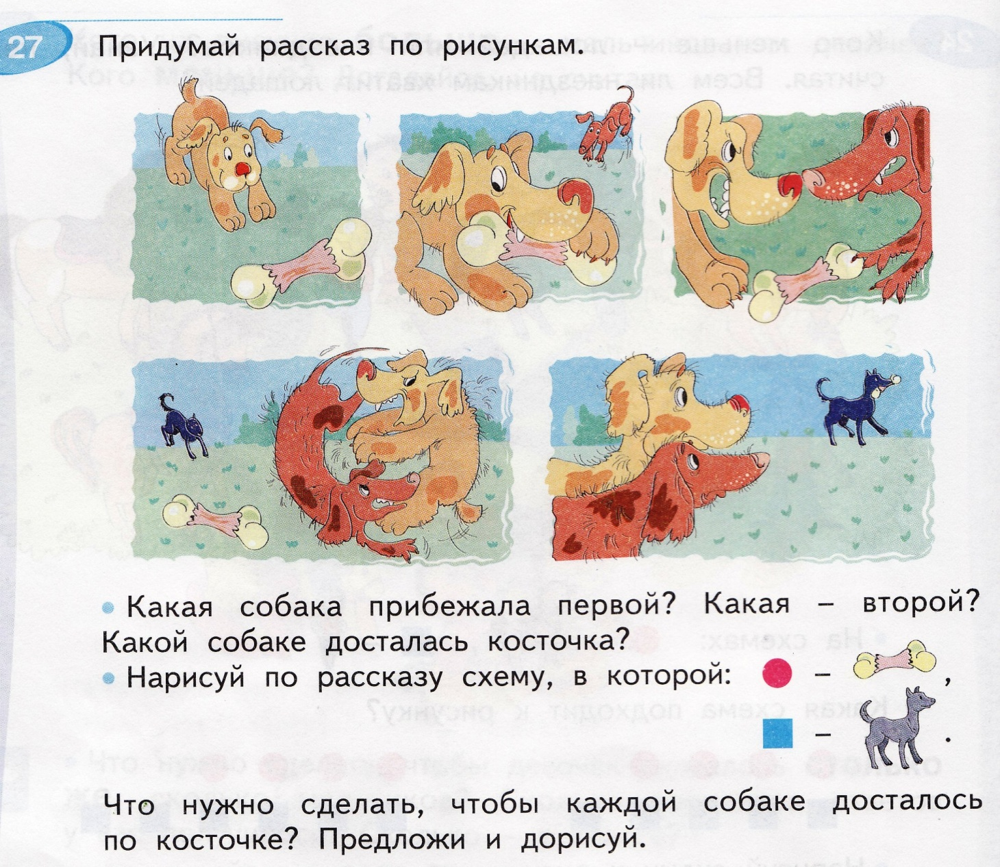 27 Придумай рассказ по рисункам.
• Какая собака прибежала первой? Какая – второй?
Какой собаке досталась косточка?
• Нарисуй по рассказу схему, в которой: – ,
– .
Что нужно сделать, чтобы каждой собаке досталось
по косточке? Предложи и дорисуй.